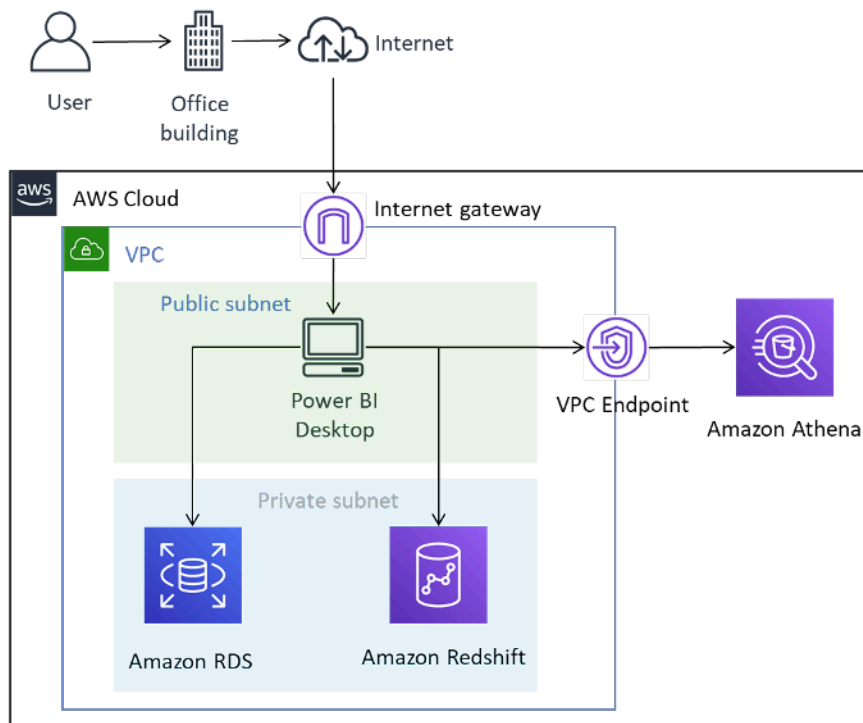 User
Office
building
Internet
aws
AWS Cloud
Internet gateway
VPC
Public subnet
Power BI
Desktop
VPC Endpoint
Amazon Athena
Private subnet
Amazon RDS
Amazon Redshift